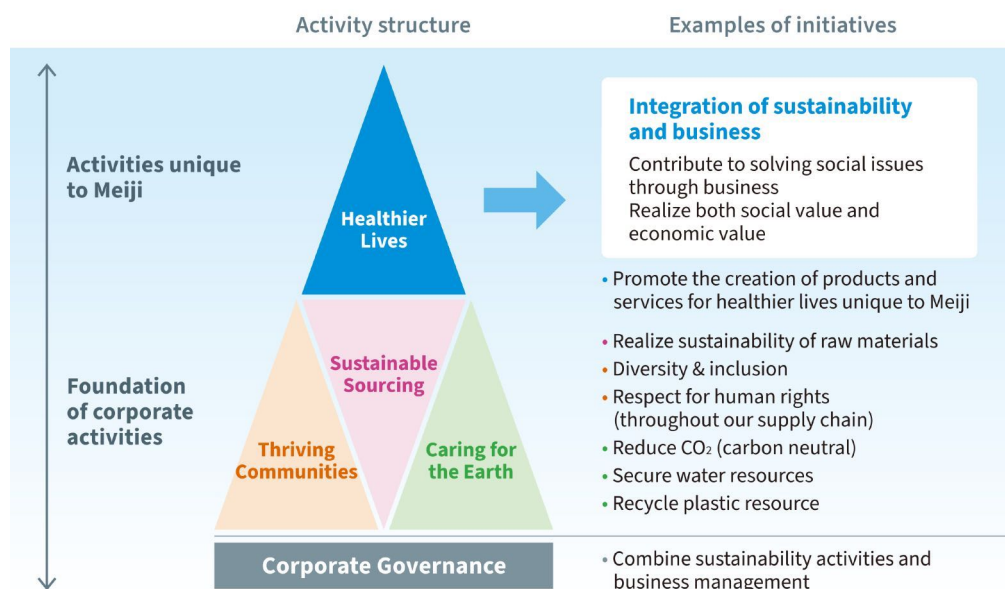 Activity structure
Examples of initiatives
Activities unique
to Meiji
Healthier
Lives
Integration of sustainability
and business
Contribute to solving social issues
through business
Realize both social value and
economic value
• Promote the creation of products and
services for healthier lives unique to Meiji
Foundation
of corporate
activities
Sustainable
Sourcing
Thriving
Communities
Caring for
the Earth
• Realize sustainability of raw materials
• Diversity & inclusion
• Respect for human rights
(throughout our supply chain)
• Reduce CO₂ (carbon neutral)
• Secure water resources
• Recycle plastic resource
Corporate Governance
• Combine sustainability activities and
business management